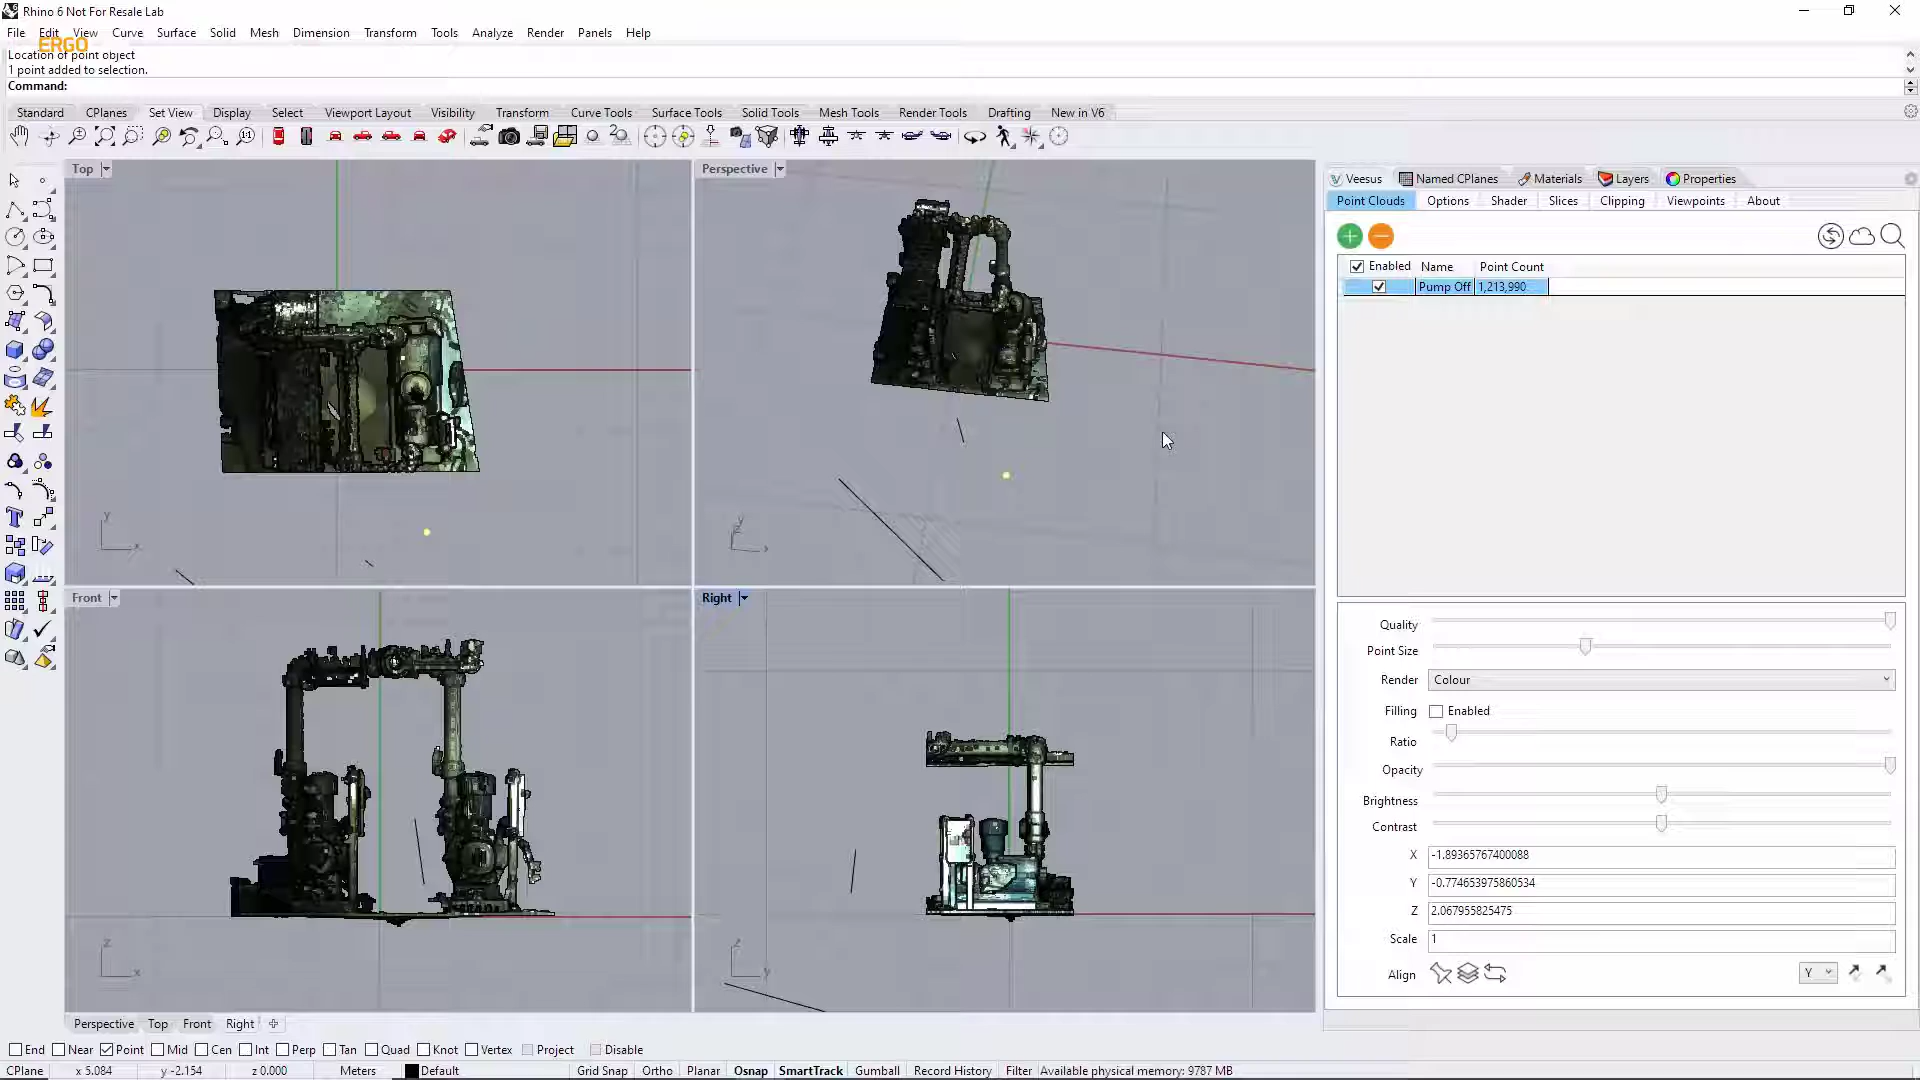 Rhino 6 Not For Resale Lab
File Edit View Curve Surface Solid Mesh Dimension Transform Tools Analyze Render Panels Help
ERGO
Location of point object
1 point added to selection.
Command:
Standard CPlanes Set View Display Select Viewport Layout Visibility Transform Curve Tools Surface Tools Solid Tools Mesh Tools Render Tools Drafting New in V6
Top
Perspective
Veesus Named CPlanes Materials Layers Properties
Point Clouds Options Shader Slices Clipping Viewpoints About
Enabled Name Point Count
Pump Off 1,213,990
y
x
y
z
x
Front
Right
Quality
Point Size
Render Colour
Filling Enabled
Ratio
Opacity
Brightness
Contrast
X -1.89365767400088
Y -0.774653975860534
Z 2.067955825475
Scale 1
Align Y
z
x
z
y
Perspective Top Front Right
End Near Point Mid Cen Int Perp Tan Quad Knot Vertex Project Disable
CPlane x 5.084 y -2.154 z 0.000 Meters Default Grid Snap Ortho Planar Osnap SmartTrack Gumball Record History Filter Available physical memory: 9787 MB